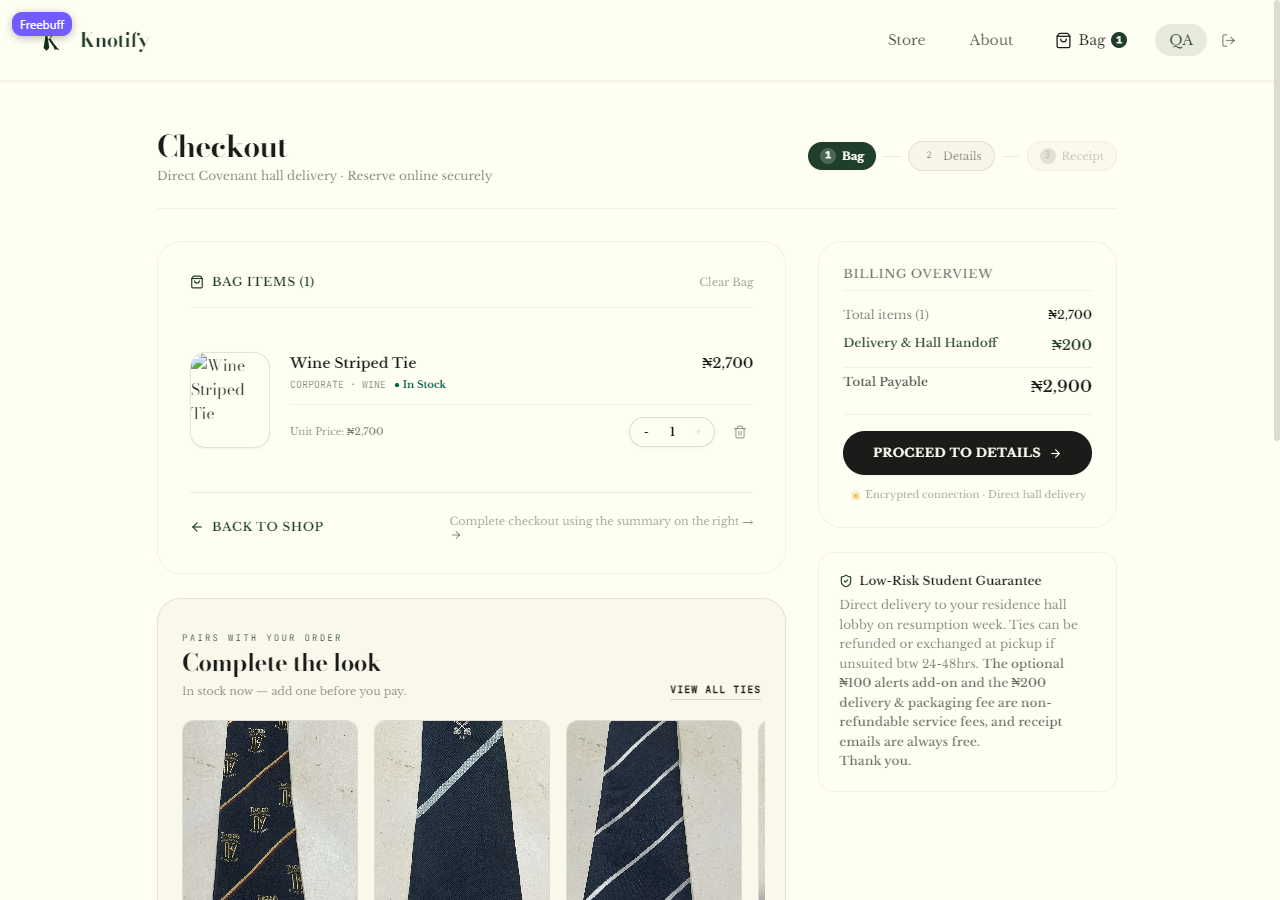 Freebuff
K Knotify
Store
About
Bag 1
QA
Checkout
Direct Covenant hall delivery · Reserve online securely
1 Bag
2 Details
3 Receipt
BAG ITEMS (1)
Clear Bag
Wine Striped Tie
Wine Striped Tie
₦2,700
CORPORATE · WINE • In Stock
Unit Price: ₦2,700
- 1 +
← BACK TO SHOP
Complete checkout using the summary on the right →
→
BILLING OVERVIEW
Total items (1)
₦2,700
Delivery & Hall Handoff
₦200
Total Payable
₦2,900
PROCEED TO DETAILS →
🔒 Encrypted connection · Direct hall delivery
Low-Risk Student Guarantee
Direct delivery to your residence hall
lobby on resumption week. Ties can be
refunded or exchanged at pickup if
unsuited btw 24-48hrs. The optional
₦100 alerts add-on and the ₦200
delivery & packaging fee are non-
refundable service fees, and receipt
emails are always free.
Thank you.
PAIRS WITH YOUR ORDER
Complete the look
In stock now — add one before you pay.
VIEW ALL TIES